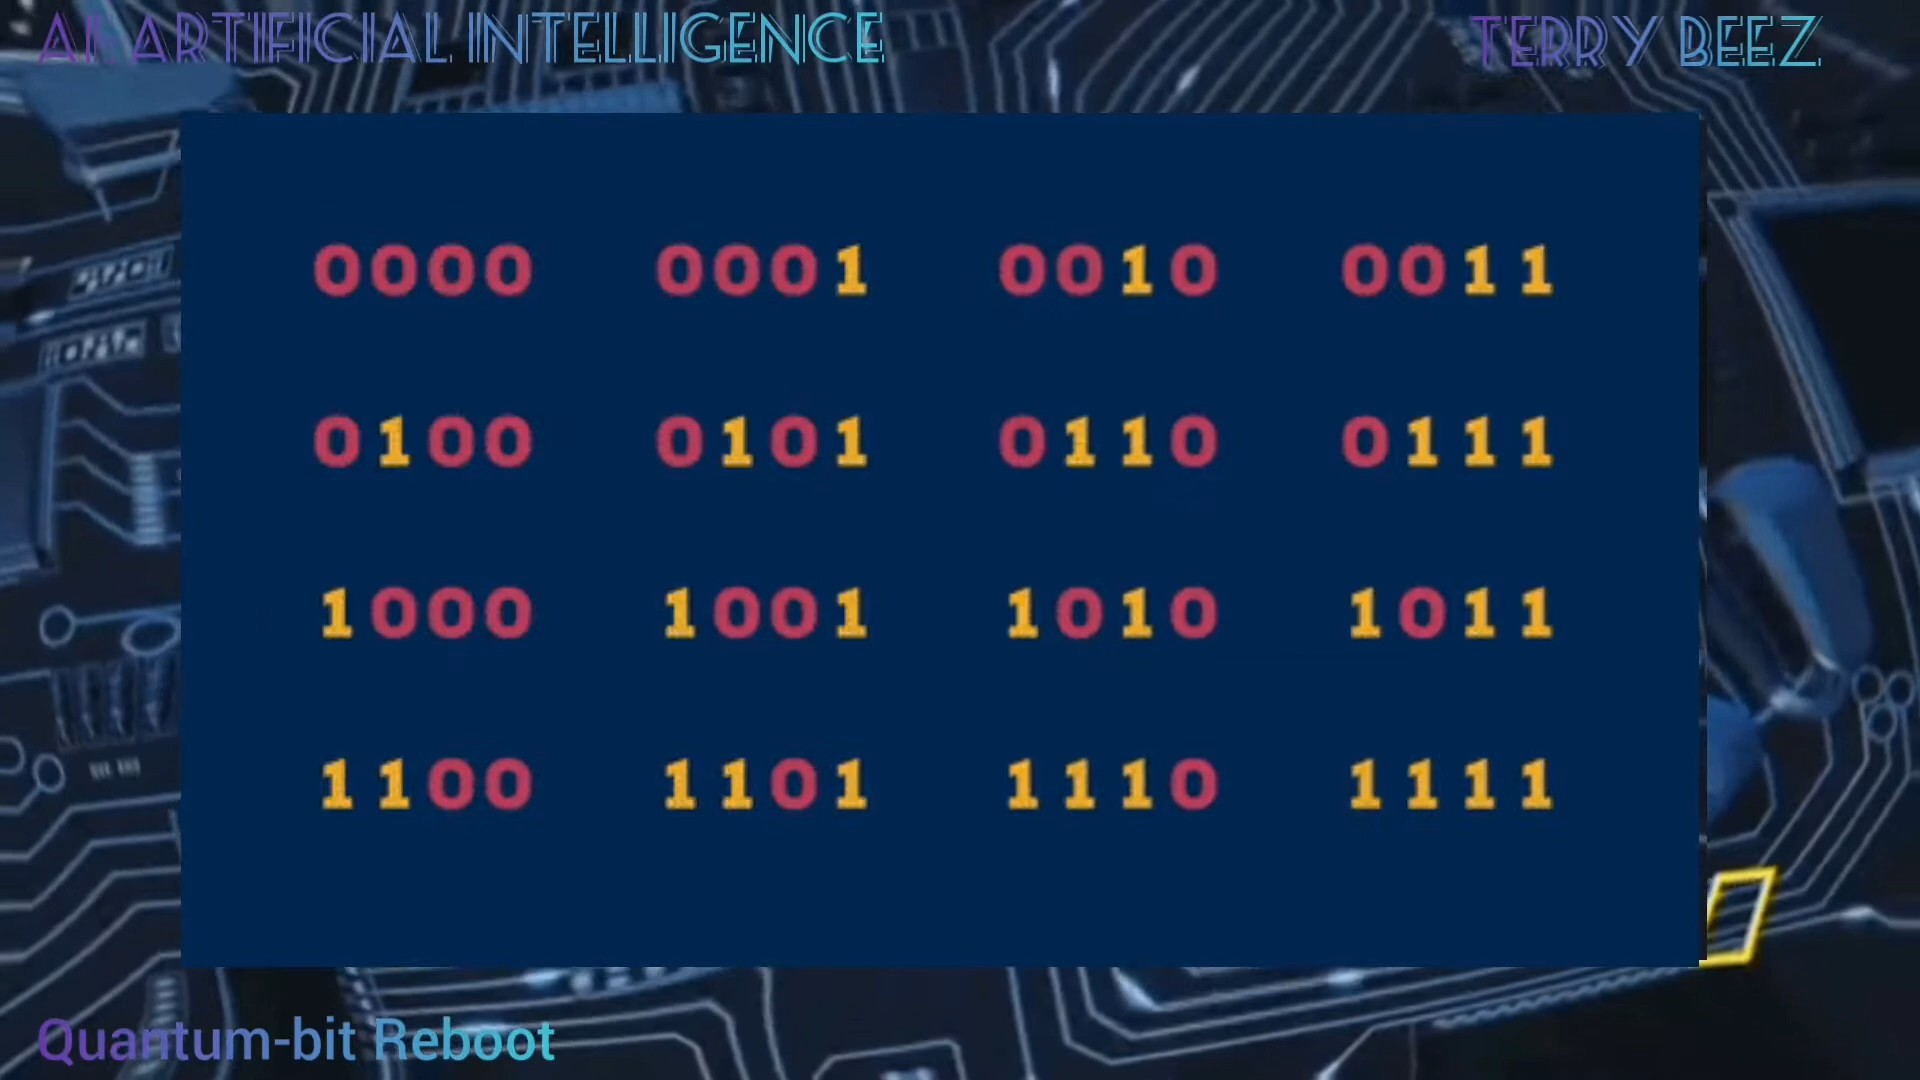 AN ARTIFICIAL INTELLIGENCE
TERRY BEEZ
0000 0001 0010 0011
0100 0101 0110 0111
1000 1001 1010 1011
1100 1101 1110 1111
Quantum-bit Reboot